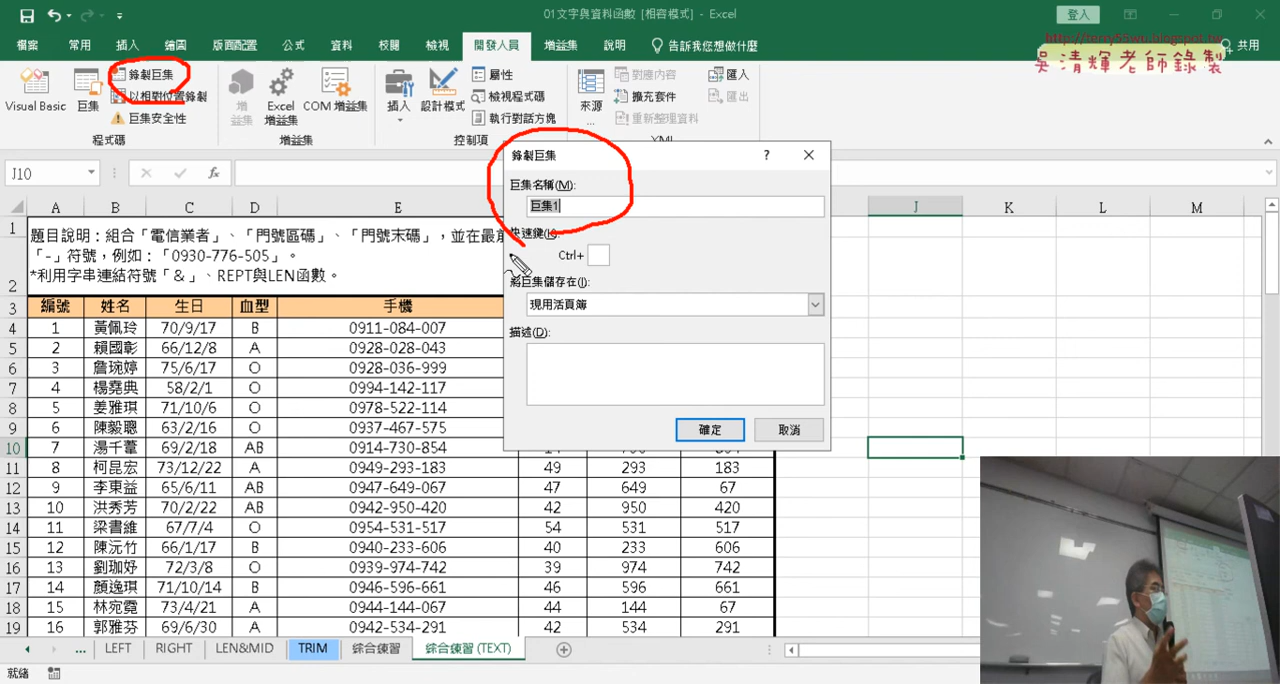 01文字與資料函數 [相容模式] - Excel
登入
檔案 常用 插入 繪圖 版面配置 公式 資料 校閱 檢視 開發人員 增益集 說明 告訴我您想做什麼 共用
http://terry55wu.blogspot.tw
吳清輝老師錄製
Visual Basic 巨集 錄製巨集 以相對位置錄製 巨集安全性
增益集 Excel 增益集 COM 增益集
插入 設計模式 屬性 檢視程式碼 執行對話方塊
來源 對應內容 擴充套件 重新整理資料 匯入 匯出
程式碼 增益集 控制項 XML
J10 fx
A B C D E J K L M
1 題目說明：組合「電信業者」、「門號區碼」、「門號末碼」，並在最
「-」符號，例如：「0930-776-505」。
2 *利用字串連結符號「&」、REPT與LEN函數。
3 編號 姓名 生日 血型 手機
4 1 黃佩玲 70/9/17 B 0911-084-007
5 2 賴國彰 66/12/8 A 0928-028-043
6 3 詹琬婷 75/6/17 O 0928-036-999
7 4 楊堯典 58/2/1 O 0994-142-117
8 5 姜雅琪 71/10/6 O 0978-522-114
9 6 陳毅聰 63/2/16 O 0937-467-575
10 7 湯千葦 69/2/18 AB 0914-730-854
11 8 柯昆宏 73/12/22 A 0949-293-183 49 293 183
12 9 李東益 65/6/11 AB 0947-649-067 47 649 67
13 10 洪秀芳 70/2/22 AB 0942-950-420 42 950 420
14 11 梁書維 67/7/4 O 0954-531-517 54 531 517
15 12 陳沅竹 66/1/17 B 0940-233-606 40 233 606
16 13 劉珈妤 72/3/8 O 0939-974-742 39 974 742
17 14 顏逸琪 71/10/14 B 0946-596-661 46 596 661
18 15 林宛霓 73/4/21 A 0944-144-067 44 144 67
19 16 郭雅芬 69/6/30 A 0942-534-291 42 534 291
錄製巨集 ?
巨集名稱(M):
巨集1
快速鍵(K):
Ctrl+
將巨集儲存在(I):
現用活頁簿
描述(D):
確定 取消
... LEFT RIGHT LEN&MID TRIM 綜合練習 綜合練習 (TEXT)
就緒